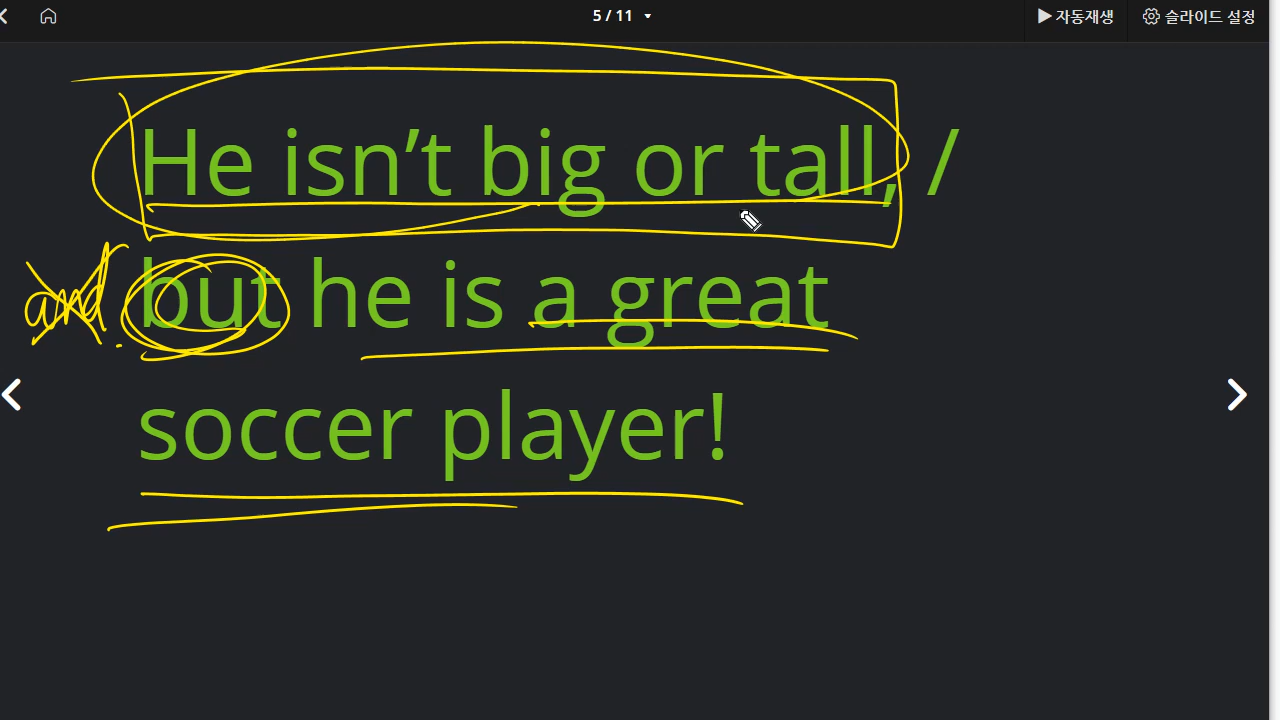 5 / 11
자동재생
슬라이드 설정
He isn’t big or tall, /
and
but he is a great
soccer player!